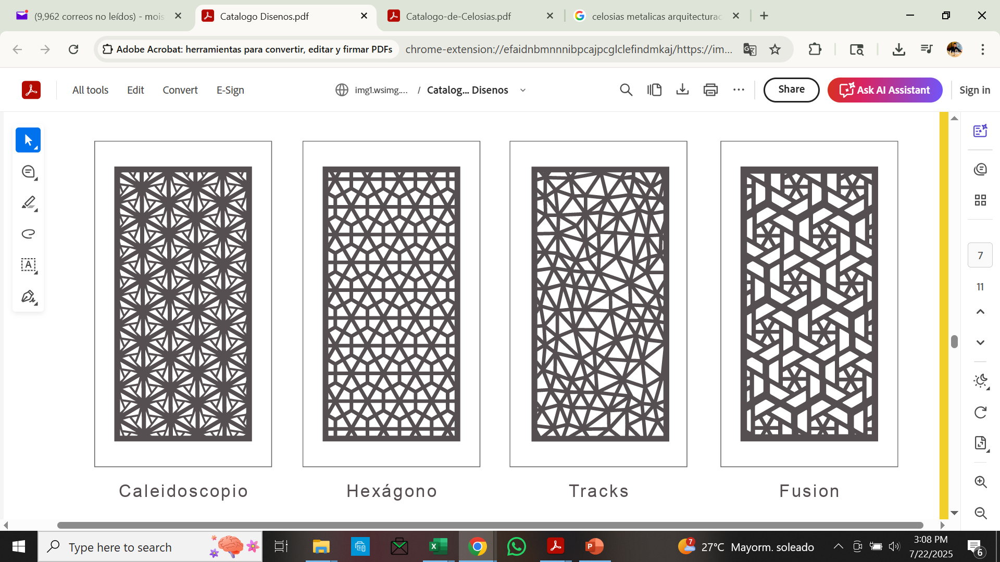 (9,962 correos no leídos) - mois
Catalogo Disenos.pdf
Catalogo-de-Celosias.pdf
celosias metalicas arquitecturac
Adobe Acrobat: herramientas para convertir, editar y firmar PDFs
chrome-extension://efaidnbmnnnibpcajpcglclefindmkaj/https://im...
All tools
Edit
Convert
E-Sign
img1.wsimg.... / Catalog... Disenos
Share
Ask AI Assistant
Sign in
A
7
11
Caleidoscopio
Hexágono
Tracks
Fusion
Type here to search
7
27°C Mayorm. soleado
3:08 PM
7/22/2025
6